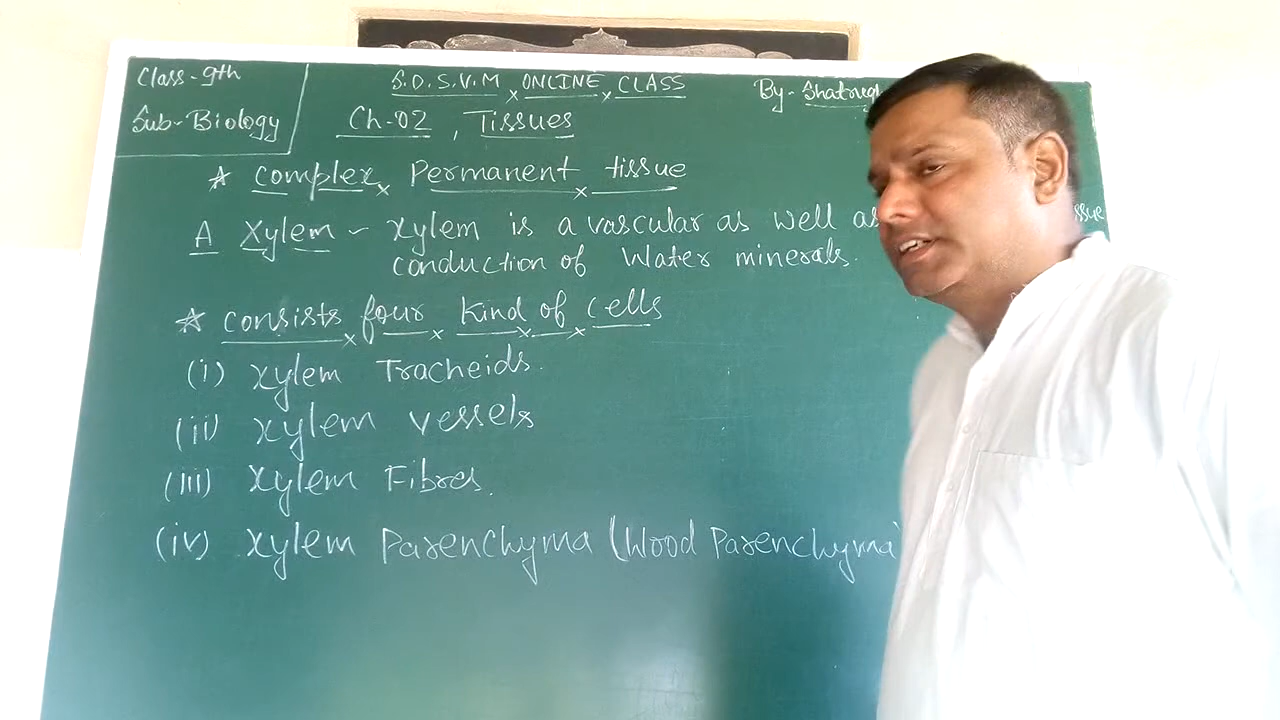 Class-9th
S.D.S.V.M ONLINE CLASS
By-
Sub-Biology
Ch-02, Tissues
Complex Permanent tissue
A Xylem - Xylem is a vascular as well as
conduction of Water minerals.
Consists four Kind of Cells
(i) Xylem Tracheids.
(ii) Xylem vessels
(iii) Xylem Fibres.
(iv) Xylem Parenchyma (Wood Parenchyma)